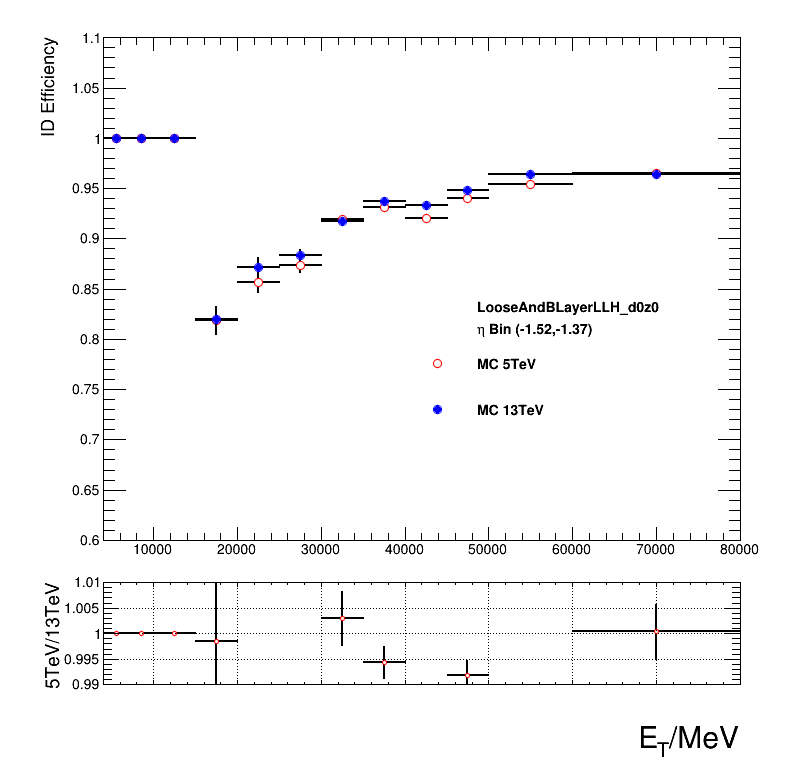 ID Efficiency
1.1
1.05
1
0.95
0.9
0.85
0.8
0.75
0.7
0.65
0.6
LooseAndBLayerLLH_d0z0
η Bin (-1.52,-1.37)
MC 5TeV
MC 13TeV
10000 20000 30000 40000 50000 60000 70000 80000
5TeV/13TeV
1.01
1.005
1
0.995
0.99
E_T/MeV